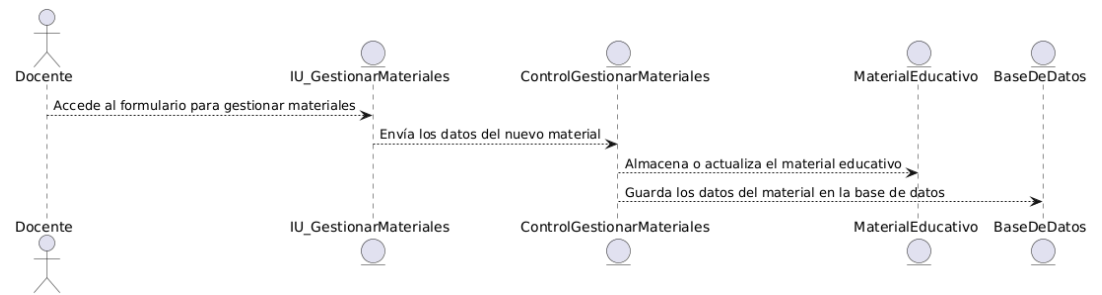 Docente
IU_GestionarMateriales
ControlGestionarMateriales
MaterialEducativo
BaseDeDatos
Accede al formulario para gestionar materiales
Envía los datos del nuevo material
Almacena o actualiza el material educativo
Guarda los datos del material en la base de datos
Docente
IU_GestionarMateriales
ControlGestionarMateriales
MaterialEducativo
BaseDeDatos